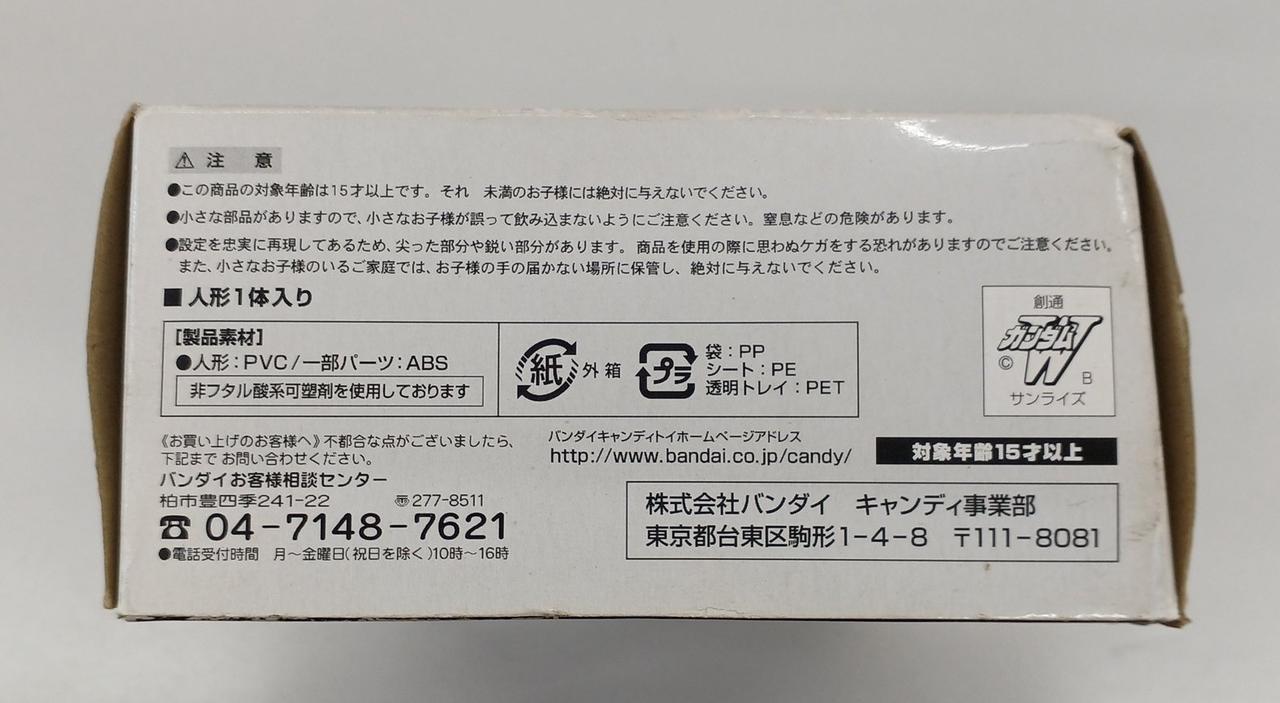 ⚠注 意
●この商品の対象年齢は15才以上です。それ 未満のお子様には絶対に与えないでください。
●小さな部品がありますので、小さなお子様が誤って飲み込まないようにご注意ください。窒息などの危険があります。
●設定を忠実に再現してあるため、尖った部分や鋭い部分があります。商品を使用の際に思わぬケガをする恐れがありますのでご注意ください。
また、小さなお子様のいるご家庭では、お子様の手の届かない場所に保管し、絶対に与えないでください。
■人形1体入り
[製品素材]
●人形:PVC/一部パーツ:ABS
非フタル酸系可塑剤を使用しております
紙 外箱
プラ
袋:PP
シート:PE
透明トレイ:PET
創通
ガンダムW
© B
サンライズ
《お買い上げのお客様へ》不都合な点がございましたら、
下記まで お問い合わせください。
バンダイお客様相談センター
柏市豊四季241-22 〠277-8511
☎04-7148-7621
●電話受付時間 月~金曜日(祝日を除く)10時~16時
バンダイキャンディトイホームページアドレス
http://www.bandai.co.jp/candy/
対象年齢15才以上
株式会社バンダイ キャンディ事業部
東京都台東区駒形1-4-8 〒111-8081